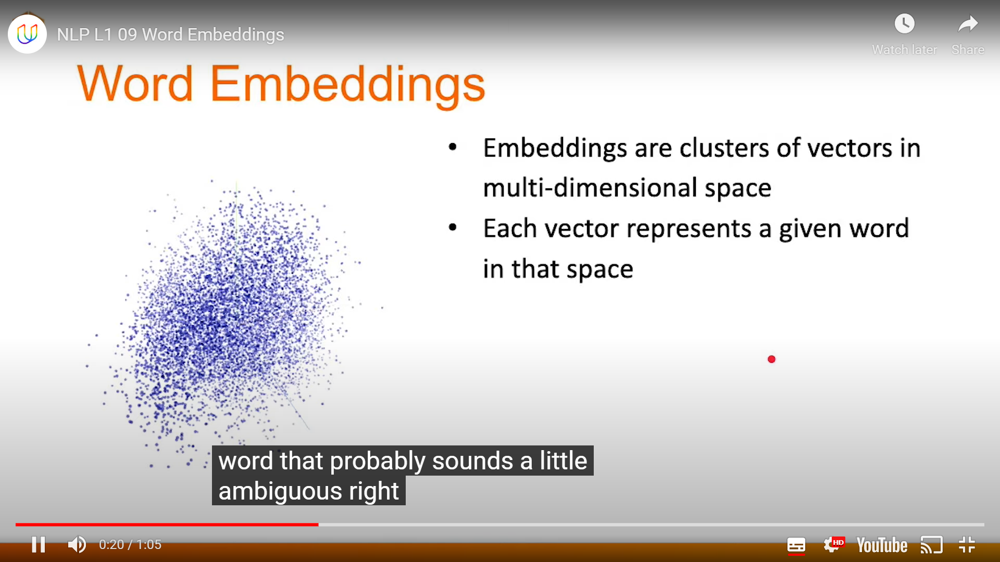 NLP L1 09 Word Embeddings
Watch later
Share
Word Embeddings
• Embeddings are clusters of vectors in
multi-dimensional space
• Each vector represents a given word
in that space
word that probably sounds a little
ambiguous right
0:20 / 1:05
HD
YouTube